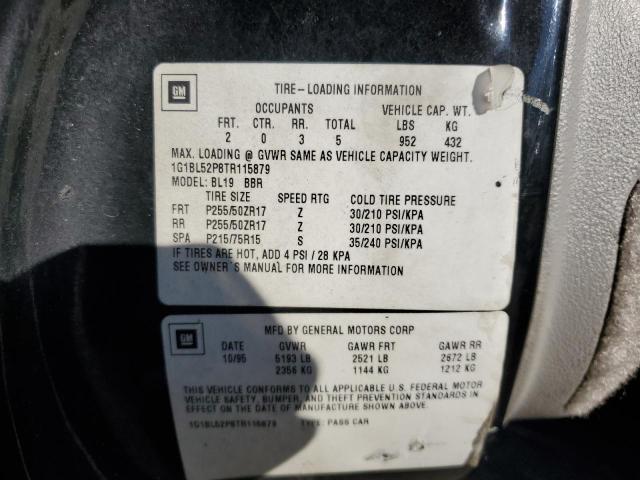 GM
TIRE-LOADING INFORMATION
OCCUPANTS VEHICLE CAP. WT.
FRT. CTR. RR. TOTAL LBS KG
2 0 3 5 952 432
MAX. LOADING @ GVWR SAME AS VEHICLE CAPACITY WEIGHT.
1G1BL52P8TR115879
MODEL: BL19 BBR
TIRE SIZE SPEED RTG COLD TIRE PRESSURE
FRT P255/50ZR17 Z 30/210 PSI/KPA
RR P255/50ZR17 Z 30/210 PSI/KPA
SPA P215/75R15 S 35/240 PSI/KPA
IF TIRES ARE HOT, ADD 4 PSI / 28 KPA
SEE OWNER'S MANUAL FOR MORE INFORMATION
GM
MFD BY GENERAL MOTORS CORP
DATE GVWR GAWR FRT GAWR RR
10/95 5193 LB 2521 LB 2672 LB
2356 KG 1144 KG 1212 KG
THIS VEHICLE CONFORMS TO ALL APPLICABLE U.S. FEDERAL MOTOR
VEHICLE SAFETY, BUMPER, AND THEFT PREVENTION STANDARDS IN
EFFECT ON THE DATE OF MANUFACTURE SHOWN ABOVE.
1G1BL52P8TR115879 TYPE: PASS CAR